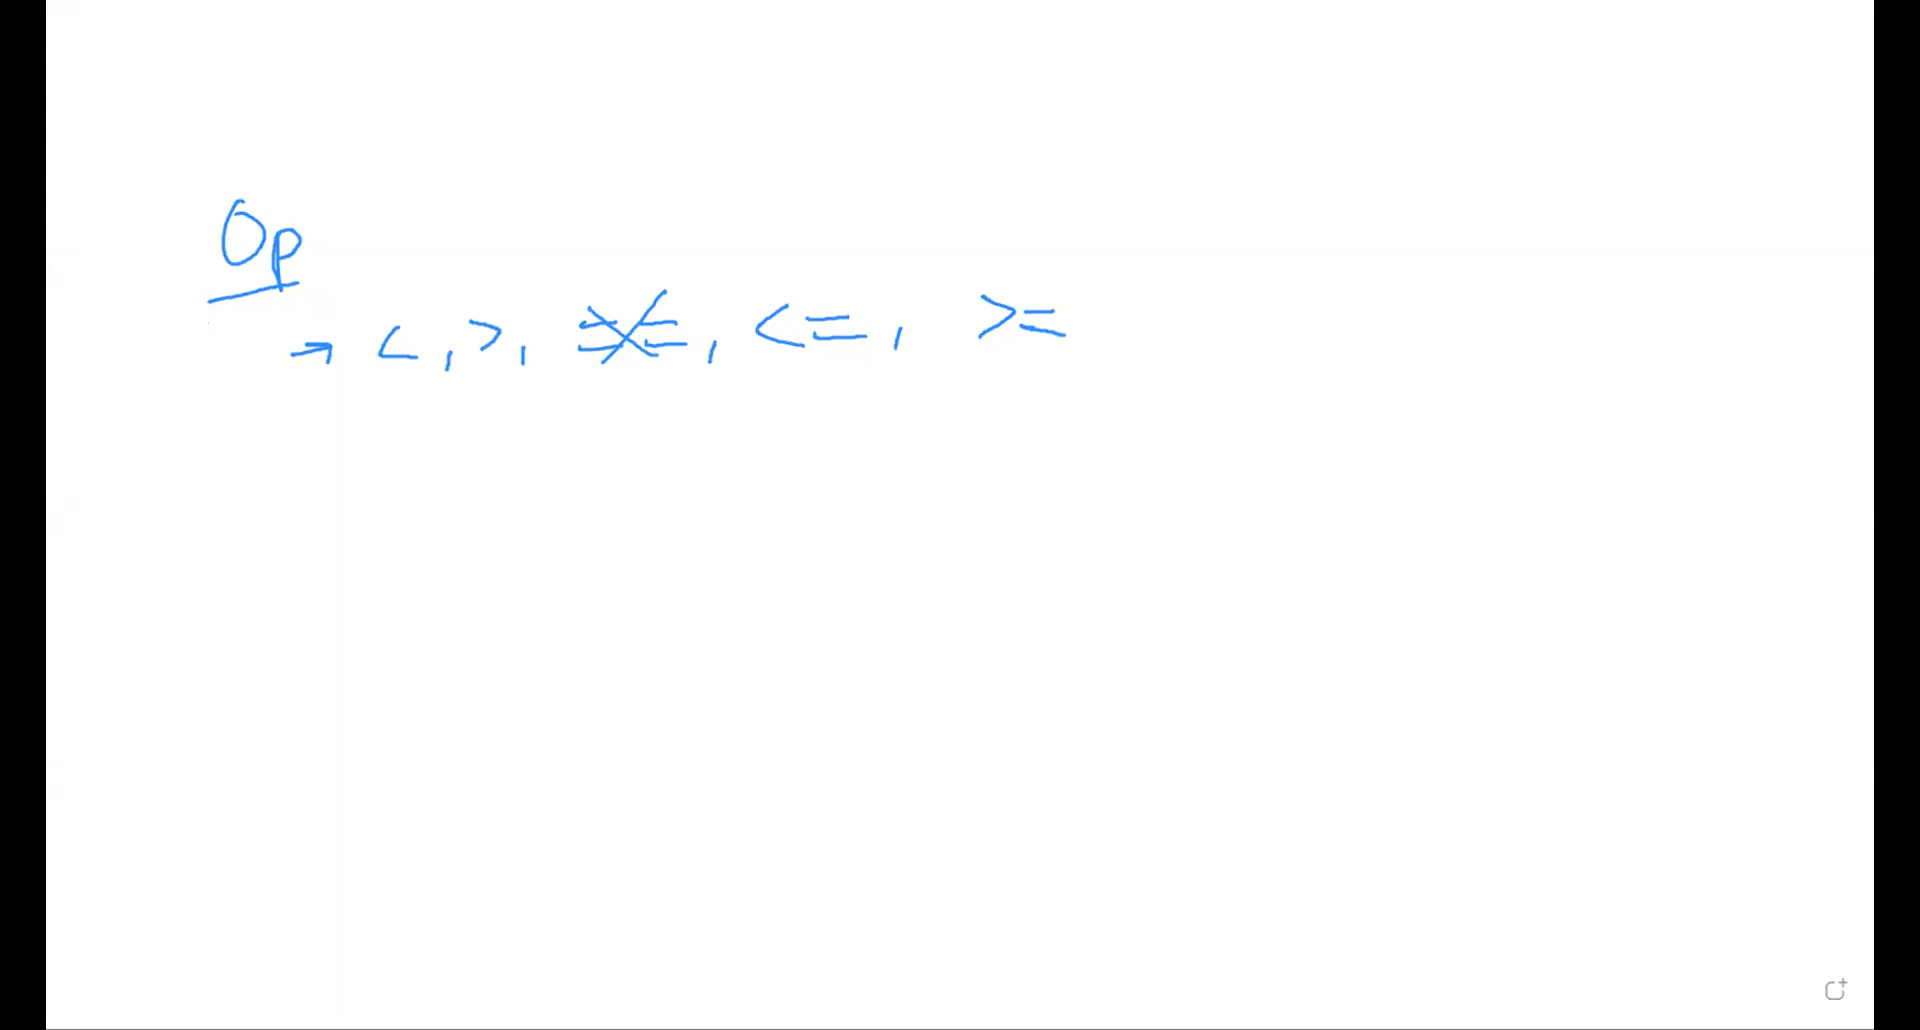 Op
→ <, >, ==, <=, >=